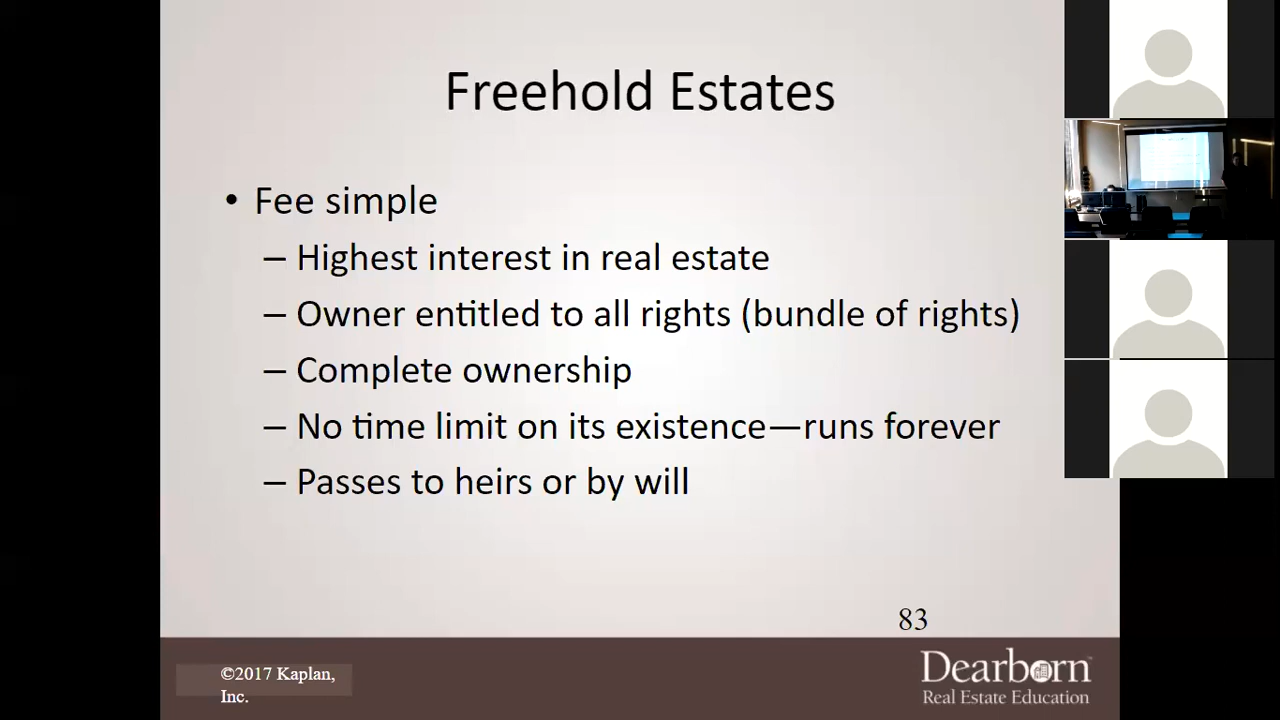 Freehold Estates
• Fee simple
– Highest interest in real estate
– Owner entitled to all rights (bundle of rights)
– Complete ownership
– No time limit on its existence—runs forever
– Passes to heirs or by will
83
©2017 Kaplan,
Inc.
Dearborn
Real Estate Education